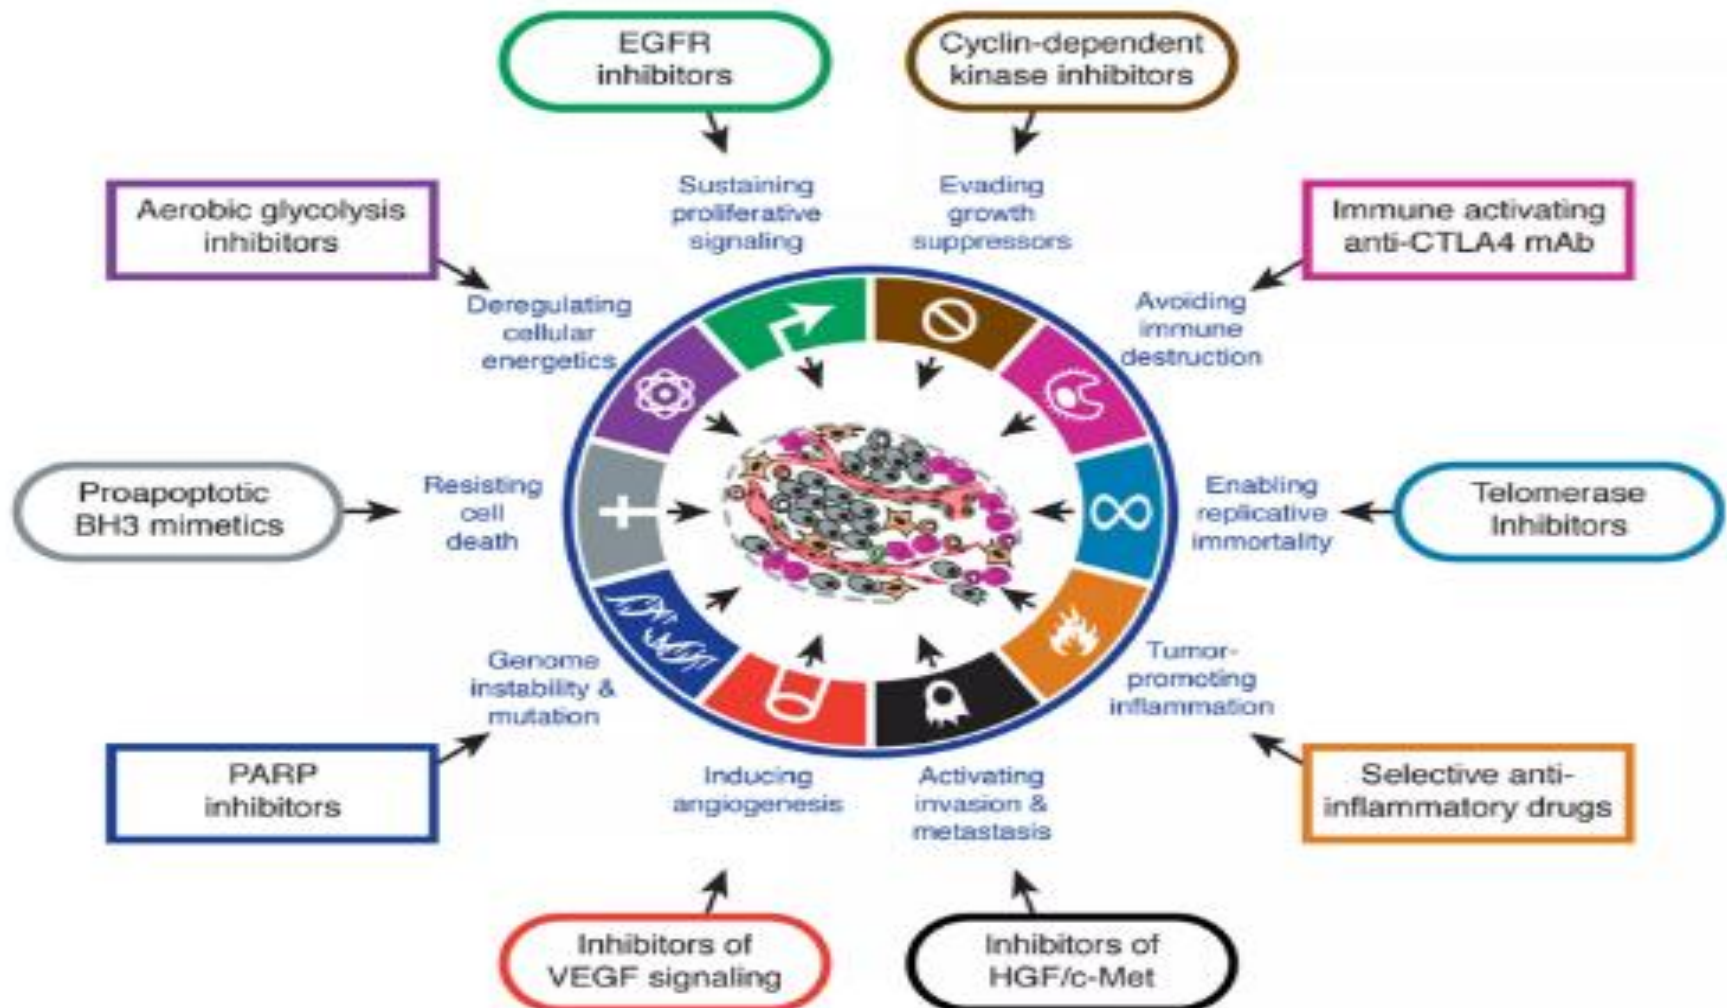 EGFR
inhibitors
Cyclin-dependent
kinase inhibitors
Sustaining
proliferative
signaling
Evading
growth
suppressors
Aerobic glycolysis
inhibitors
Immune activating
anti-CTLA4 mAb
Deregulating
cellular
energetics
Avoiding
immune
destruction
Proapoptotic
BH3 mimetics
Resisting
cell
death
Enabling
replicative
immortality
Telomerase
Inhibitors
Genome
instability &
mutation
Tumor-
promoting
inflammation
PARP
inhibitors
Inducing
angiogenesis
Activating
invasion &
metastasis
Selective anti-
inflammatory drugs
Inhibitors of
VEGF signaling
Inhibitors of
HGF/c-Met